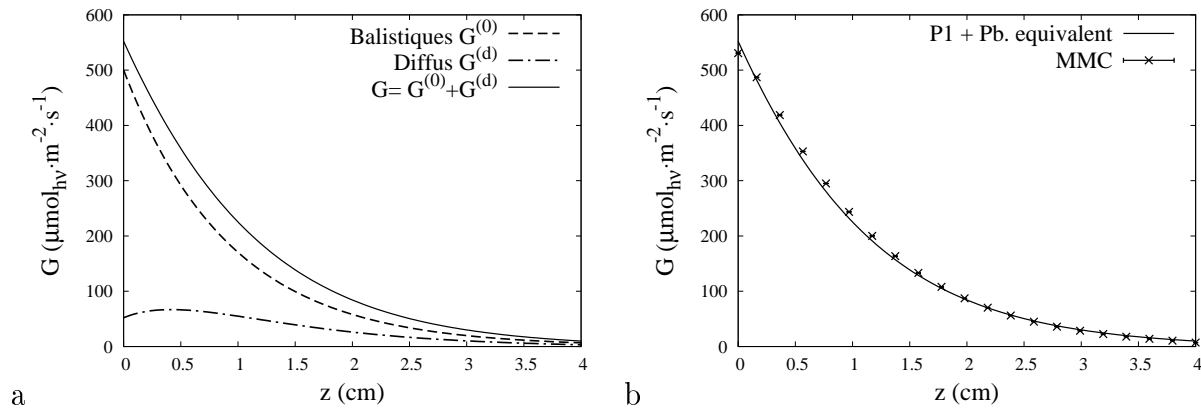 600
500
400
300
200
100
0
G (μmol_hν·m^-2·s^-1)
Balistiques G^(0)
Diffus G^(d)
G= G^(0)+G^(d)
0 0.5 1 1.5 2 2.5 3 3.5 4
z (cm)
a
600
500
400
300
200
100
0
G (μmol_hν·m^-2·s^-1)
P1 + Pb. equivalent
MMC
0 0.5 1 1.5 2 2.5 3 3.5 4
z (cm)
b